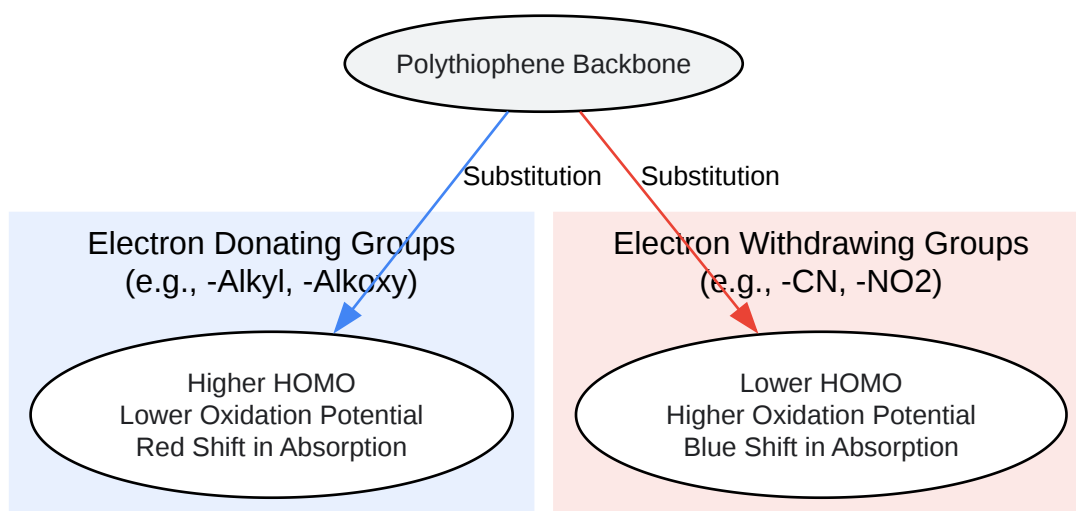 Polythiophene Backbone
Substitution
Substitution
Electron Donating Groups
(e.g., -Alkyl, -Alkoxy)
Higher HOMO
Lower Oxidation Potential
Red Shift in Absorption
Electron Withdrawing Groups
(e.g., -CN, -NO2)
Lower HOMO
Higher Oxidation Potential
Blue Shift in Absorption